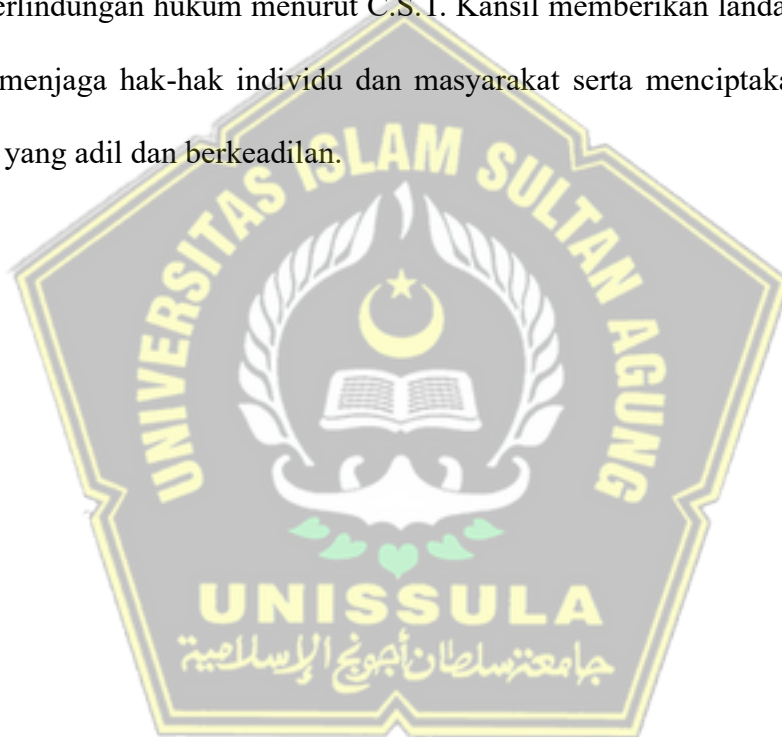 erlindungan hukum menurut C.S.T. Kansil memberikan landa
menjaga hak-hak individu dan masyarakat serta menciptaka
yang adil dan berkeadilan.
UNIVERSITAS ISLAM SULTAN AGUNG
UNISSULA
جامعة سلطان أجونج الإسلامية